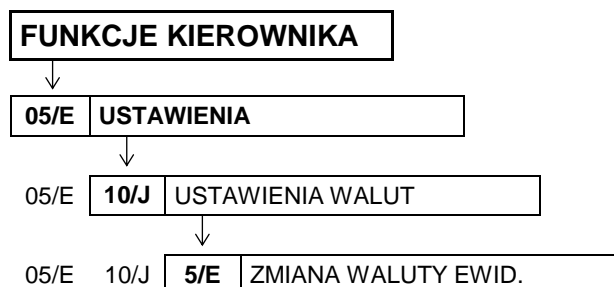 FUNKCJE KIEROWNIKA
05/E USTAWIENIA
05/E 10/J USTAWIENIA WALUT
05/E 10/J 5/E ZMIANA WALUTY EWID.